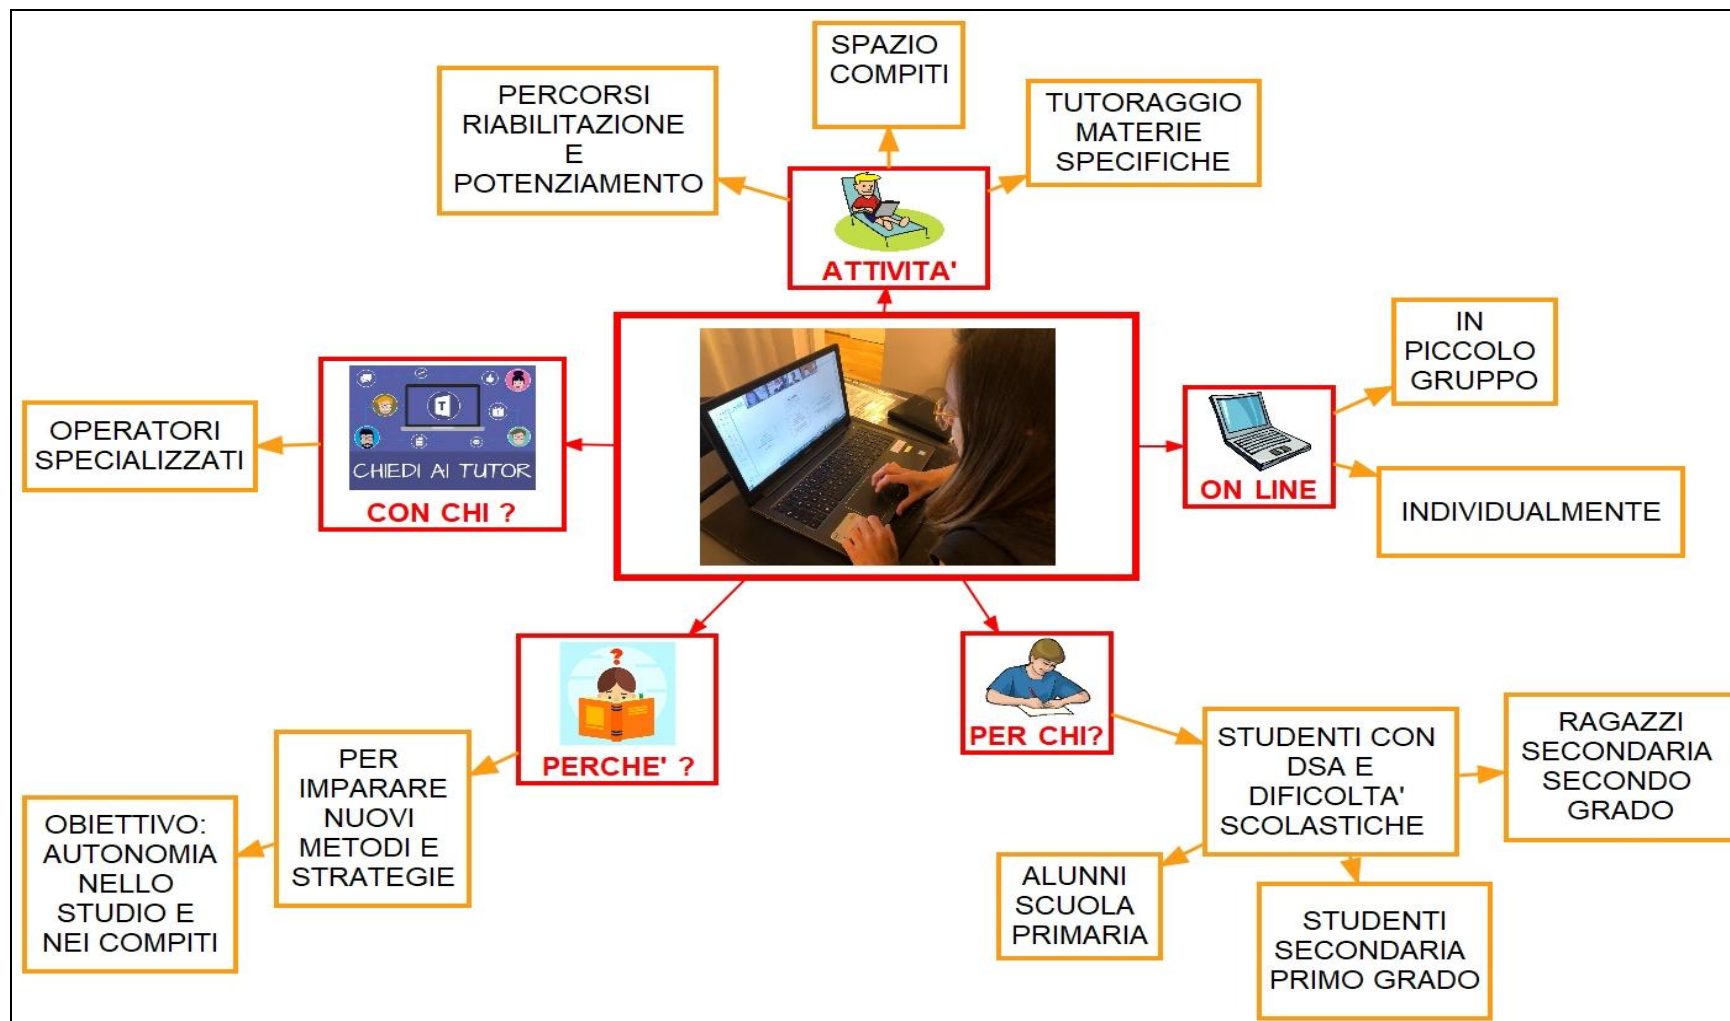 SPAZIO
COMPITI
PERCORSI
RIABILITAZIONE
E
POTENZIAMENTO
TUTORAGGIO
MATERIE
SPECIFICHE
ATTIVITA'
IN
PICCOLO
GRUPPO
OPERATORI
SPECIALIZZATI
CHIEDI AI TUTOR
CON CHI ?
ON LINE
INDIVIDUALMENTE
PERCHE' ?
PER
IMPARARE
NUOVI
METODI E
STRATEGIE
OBIETTIVO:
AUTONOMIA
NELLO
STUDIO E
NEI COMPITI
PER CHI?
STUDENTI CON
DSA E
DIFICOLTA'
SCOLASTICHE
RAGAZZI
SECONDARIA
SECONDO
GRADO
ALUNNI
SCUOLA
PRIMARIA
STUDENTI
SECONDARIA
PRIMO GRADO